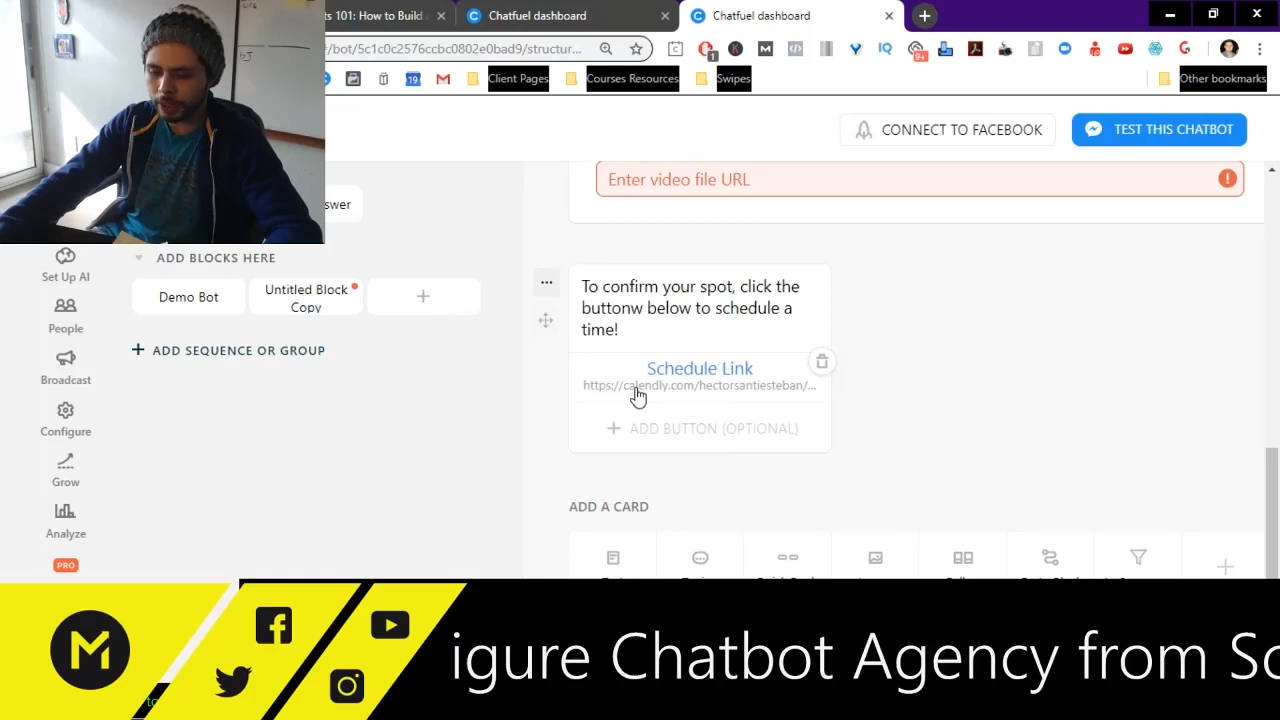 ts 101: How to Build a
Chatfuel dashboard
Chatfuel dashboard
#/bot/5c1c0c2576ccbc0802e0bad9/structur...
1
IQ
9+
19
Client Pages
Courses Resources
Swipes
Other bookmarks
CONNECT TO FACEBOOK
TEST THIS CHATBOT
Enter video file URL
swer
Set Up AI
People
Broadcast
Configure
Grow
Analyze
PRO
ADD BLOCKS HERE
Demo Bot
Untitled Block
Copy
+ ADD SEQUENCE OR GROUP
To confirm your spot, click the
buttonw below to schedule a
time!
Schedule Link
https://calendly.com/hectorsantiesteban/...
+ ADD BUTTON (OPTIONAL)
ADD A CARD
M
igure Chatbot Agency from Sc